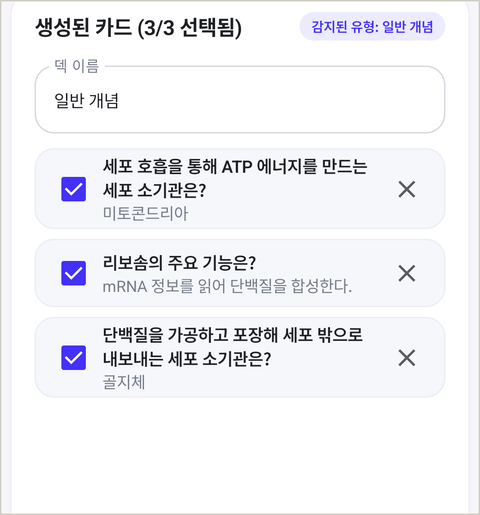 생성된 카드 (3/3 선택됨)
감지된 유형: 일반 개념
덱 이름
일반 개념
세포 호흡을 통해 ATP 에너지를 만드는
세포 소기관은?
미토콘드리아
리보솜의 주요 기능은?
mRNA 정보를 읽어 단백질을 합성한다.
단백질을 가공하고 포장해 세포 밖으로
내보내는 세포 소기관은?
골지체